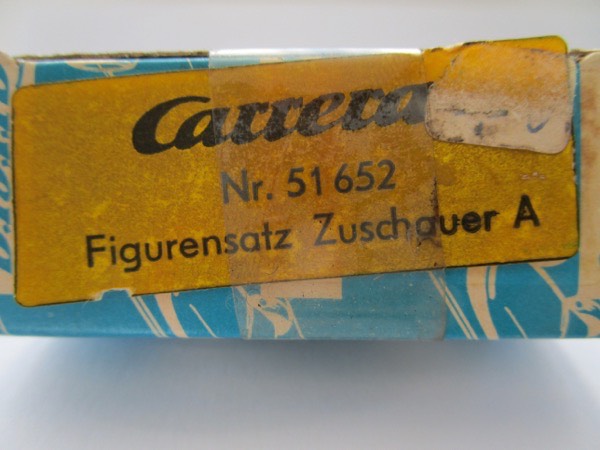 Carrera
Nr. 51 652
Figurensatz Zuschauer A